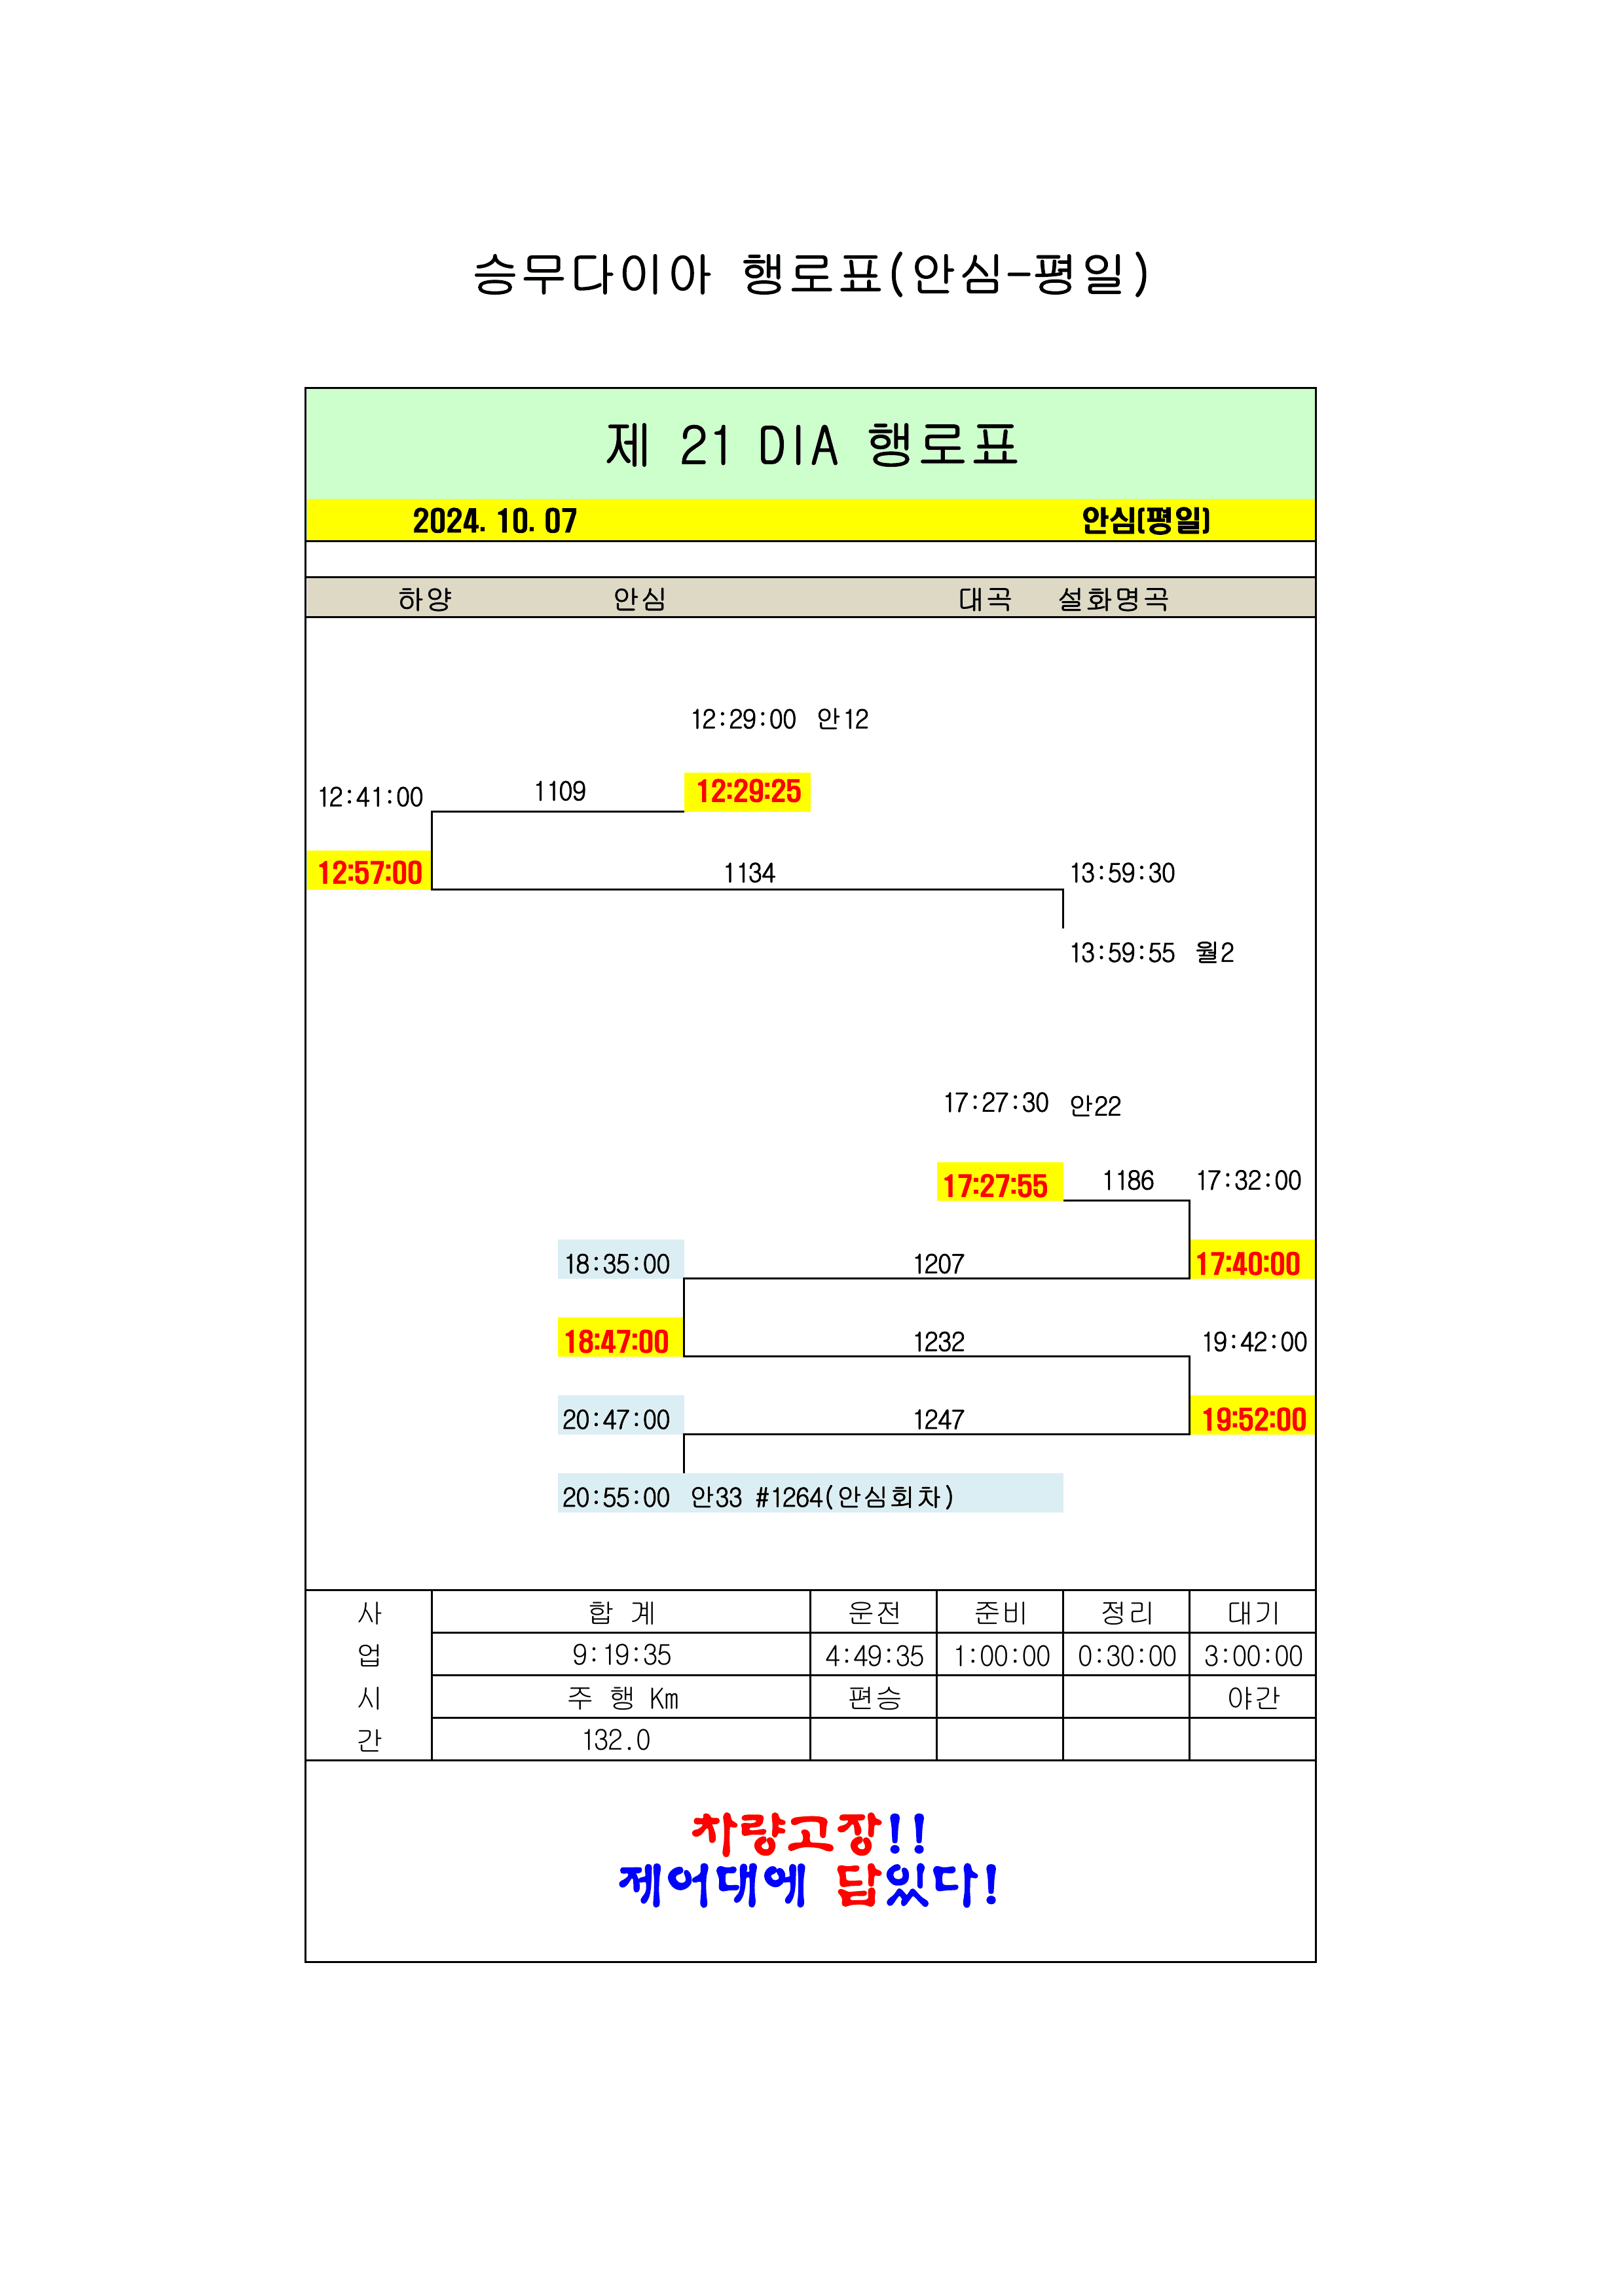 승무다이아 행로표(안심-평일)
제 21 DIA 행로표
2024. 10. 07 안심(평일)
하양 안심 대곡 설화명곡
12:29:00 안12
12:41:00 1109 12:29:25
12:57:00 1134 13:59:30
13:59:55 월2
17:27:30 안22
17:27:55 1186 17:32:00
18:35:00 1207 17:40:00
18:47:00 1232 19:42:00
20:47:00 1247 19:52:00
20:55:00 안33 #1264(안심회차)
사 합 계 운전 준비 정리 대기
업 9:19:35 4:49:35 1:00:00 0:30:00 3:00:00
시 주 행 Km 편승 야간
간 132.0
차량고장!!
제어대에 답있다!